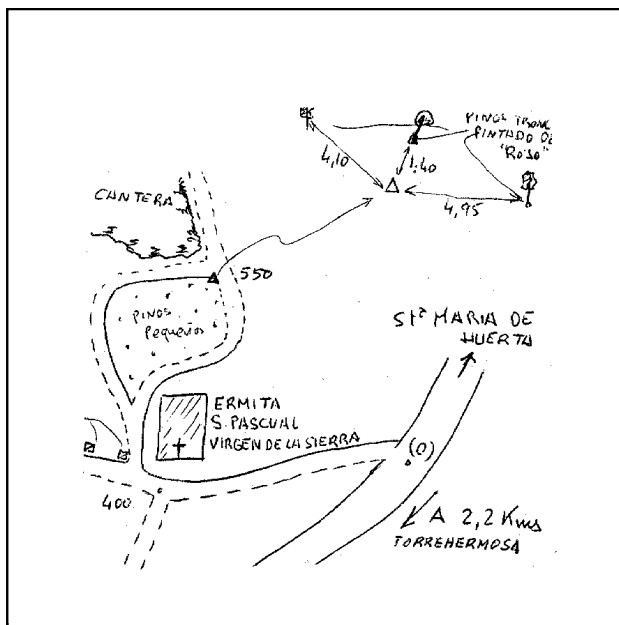 PINOS TRONC
PINTADO DE
"ROJO"
4,10
1,40
4,95
CANTERA
550
PINOS
Pequeños
Stª MARIA DE
HUERTA
ERMITA
S. PASCUAL
VIRGEN DE LA SIERRA
(0)
400
A 2,2 Kms
TORREHERMOSA